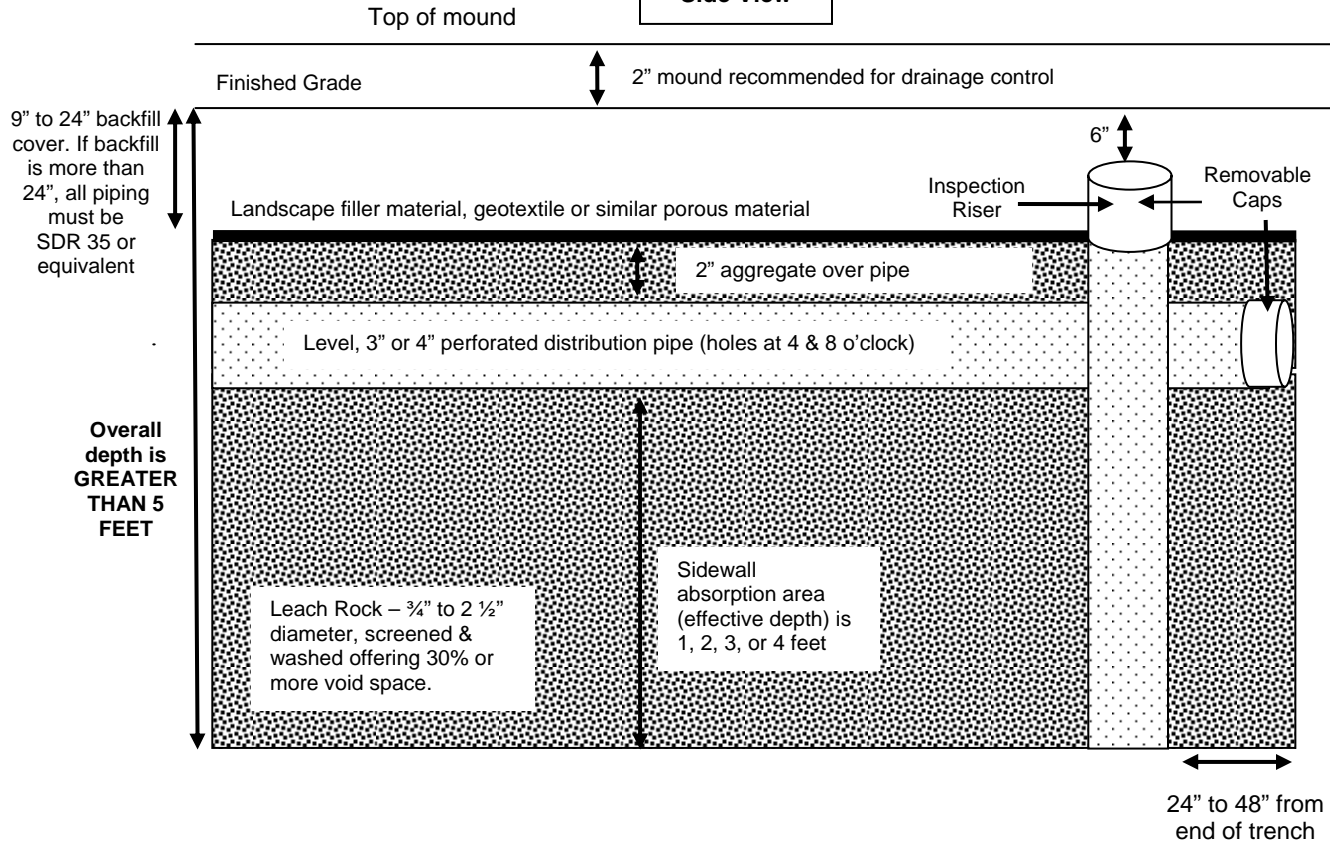 Side View
Top of mound
Finished Grade
2” mound recommended for drainage control
9” to 24” backfill
cover. If backfill
is more than
24”, all piping
must be
SDR 35 or
equivalent
6”
Inspection
Riser
Removable
Caps
Landscape filler material, geotextile or similar porous material
2” aggregate over pipe
Level, 3” or 4” perforated distribution pipe (holes at 4 & 8 o’clock)
Overall
depth is
GREATER
THAN 5
FEET
Leach Rock – ¾” to 2 ½”
diameter, screened &
washed offering 30% or
more void space.
Sidewall
absorption area
(effective depth) is
1, 2, 3, or 4 feet
24” to 48” from
end of trench